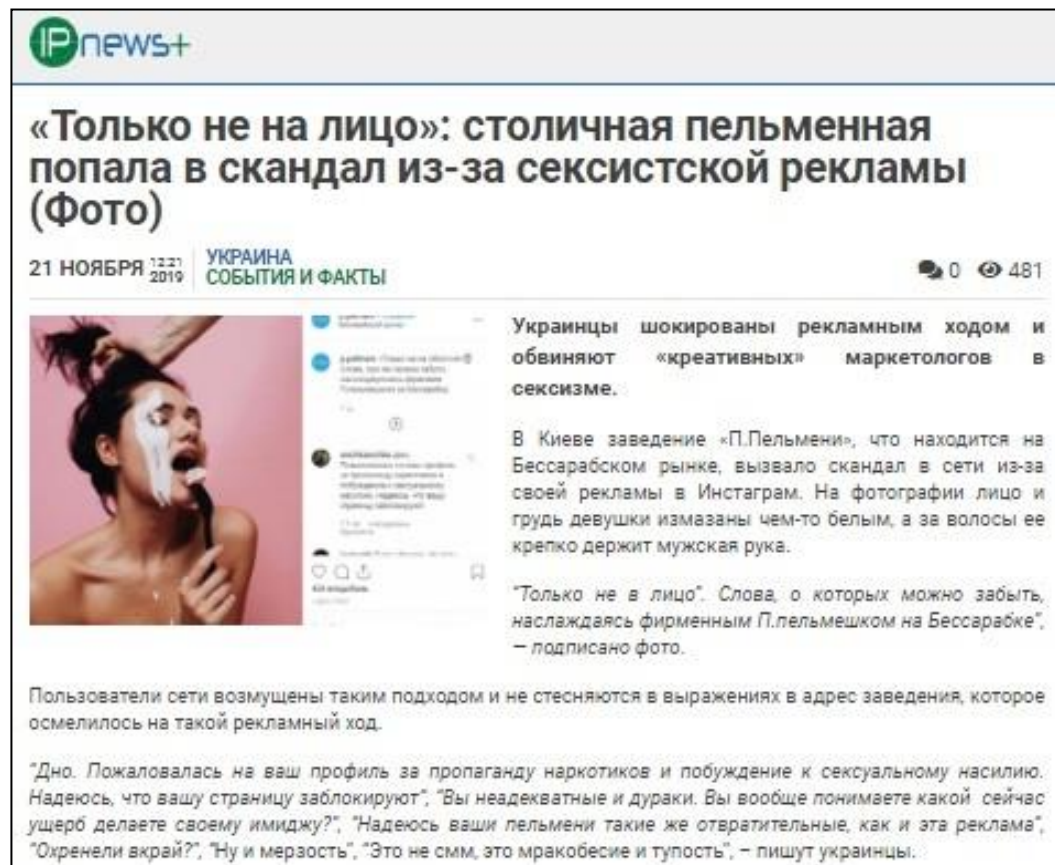 IPnews+
«Только не на лицо»: столичная пельменная
попала в скандал из-за сексистской рекламы
(Фото)
21 НОЯБРЯ 12:21 2019
УКРАИНА
СОБЫТИЯ И ФАКТЫ
0 481
Украинцы шокированы рекламным ходом и
обвиняют «креативных» маркетологов в
сексизме.
В Киеве заведение «П.Пельмени», что находится на
Бессарабском рынке, вызвало скандал в сети из-за
своей рекламы в Инстаграм. На фотографии лицо и
грудь девушки измазаны чем-то белым, а за волосы ее
крепко держит мужская рука.
"Только не в лицо". Слова, о которых можно забыть,
наслаждаясь фирменным П.пельмешком на Бессарабке",
– подписано фото.
Пользователи сети возмущены таким подходом и не стесняются в выражениях в адрес заведения, которое
осмелилось на такой рекламный ход.
"Дно. Пожаловалась на ваш профиль за пропаганду наркотиков и побуждение к сексуальному насилию.
Надеюсь, что вашу страницу заблокируют", "Вы неадекватные и дураки. Вы вообще понимаете какой сейчас
ущерб делаете своему имиджу?", "Надеюсь ваши пельмени такие же отвратительные, как и эта реклама",
"Охренели вкрай?", "Ну и мерзость", "Это не смм, это мракобесие и тупость", – пишут украинцы.